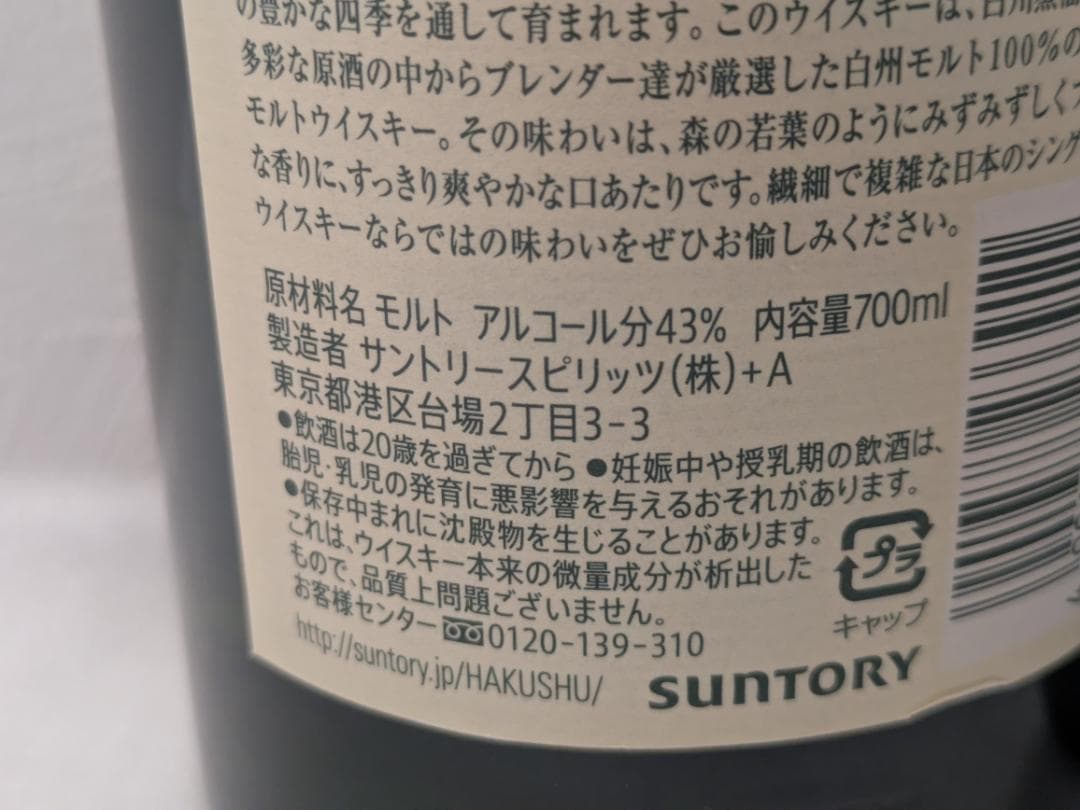 の豊かな四季を通して育まれます。このウイスキーは、白川
多彩な原酒の中からブレンダー達が厳選した白州モルト100%の
モルトウイスキー。その味わいは、森の若葉のようにみずみずしく
な香りに、すっきり爽やかな口あたりです。繊細で複雑な日本のシング
ウイスキーならではの味わいをぜひお愉しみください。
原材料名 モルト アルコール分43% 内容量700ml
製造者 サントリースピリッツ(株)+A
東京都港区台場2丁目3-3
●飲酒は20歳を過ぎてから ●妊娠中や授乳期の飲酒は、
胎児・乳児の発育に悪影響を与えるおそれがあります。
●保存中まれに沈殿物を生じることがあります。
これは、ウイスキー本来の微量成分が析出した
もので、品質上問題ございません。
お客様センター 0120-139-310
http://suntory.jp/HAKUSHU/
プラ
キャップ
SUNTORY